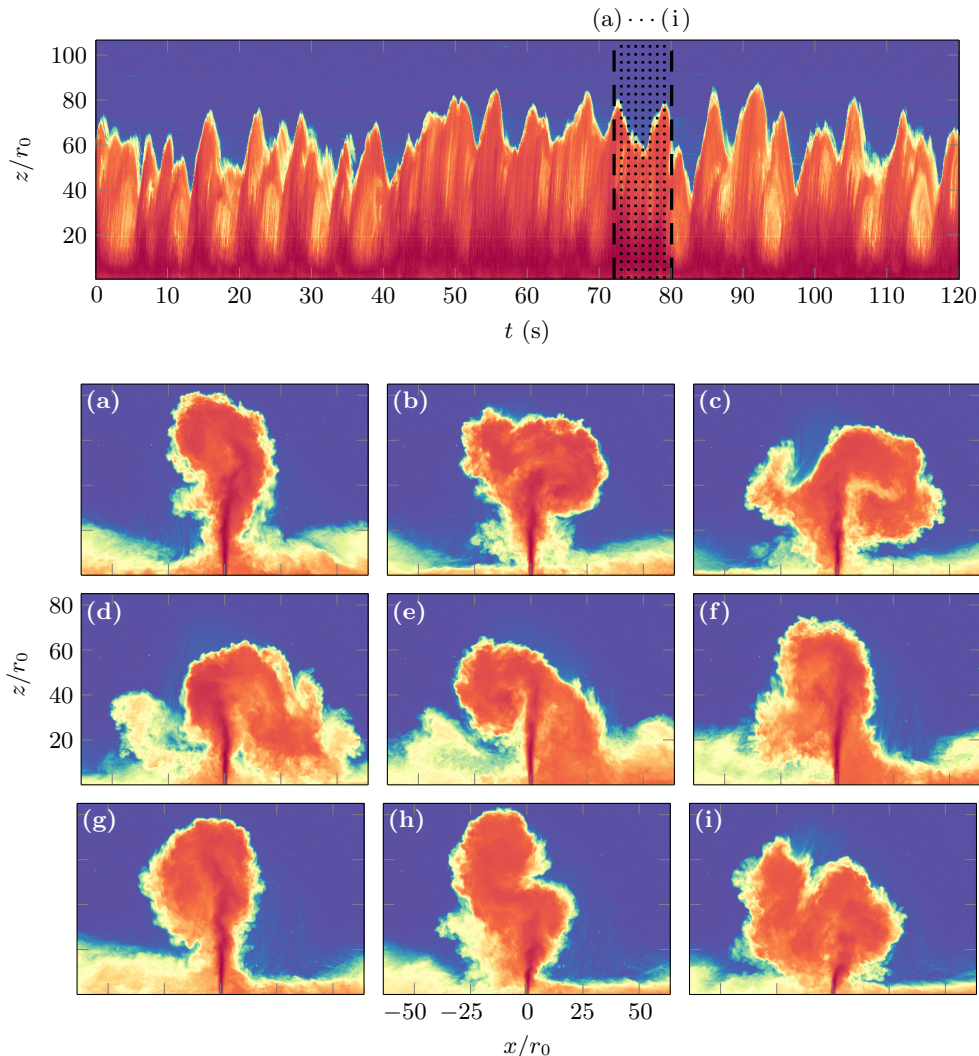 (a) ⋯ (i)
100
80
60
40
20
z/r₀
0 10 20 30 40 50 60 70 80 90 100 110 120
t (s)
(a) (b) (c)
(d) (e) (f)
80
60
40
20
z/r₀
(g) (h) (i)
−50 −25 0 25 50
x/r₀